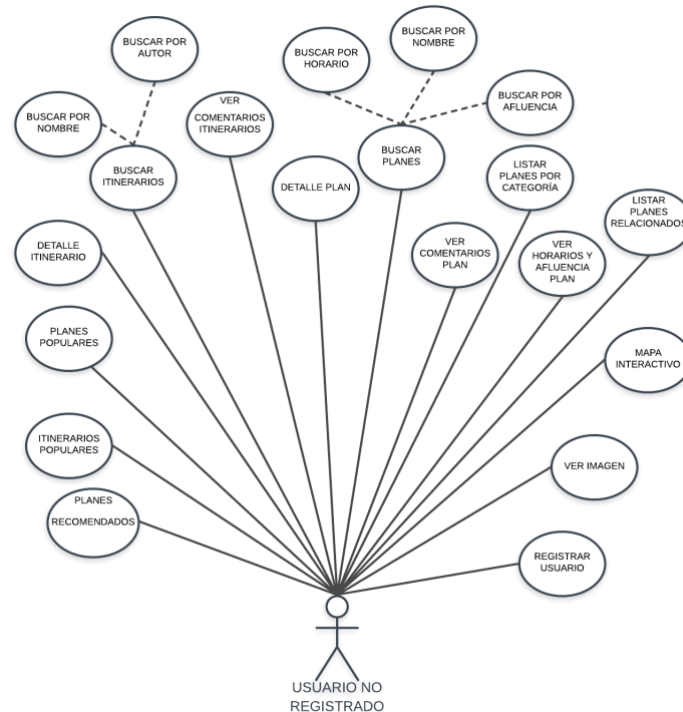 BUSCAR POR
AUTOR
BUSCAR POR
HORARIO
BUSCAR POR
NOMBRE
BUSCAR POR
NOMBRE
VER
COMENTARIOS
ITINERARIOS
BUSCAR POR
AFLUENCIA
BUSCAR
ITINERARIOS
DETALLE PLAN
BUSCAR
PLANES
LISTAR
PLANES POR
CATEGORÍA
LISTAR
PLANES
RELACIONADOS
DETALLE
ITINERARIO
VER
COMENTARIOS
PLAN
VER
HORARIOS Y
AFLUENCIA
PLAN
PLANES
POPULARES
MAPA
INTERACTIVO
ITINERARIOS
POPULARES
VER IMAGEN
PLANES
RECOMENDADOS
REGISTRAR
USUARIO
USUARIO NO
REGISTRADO